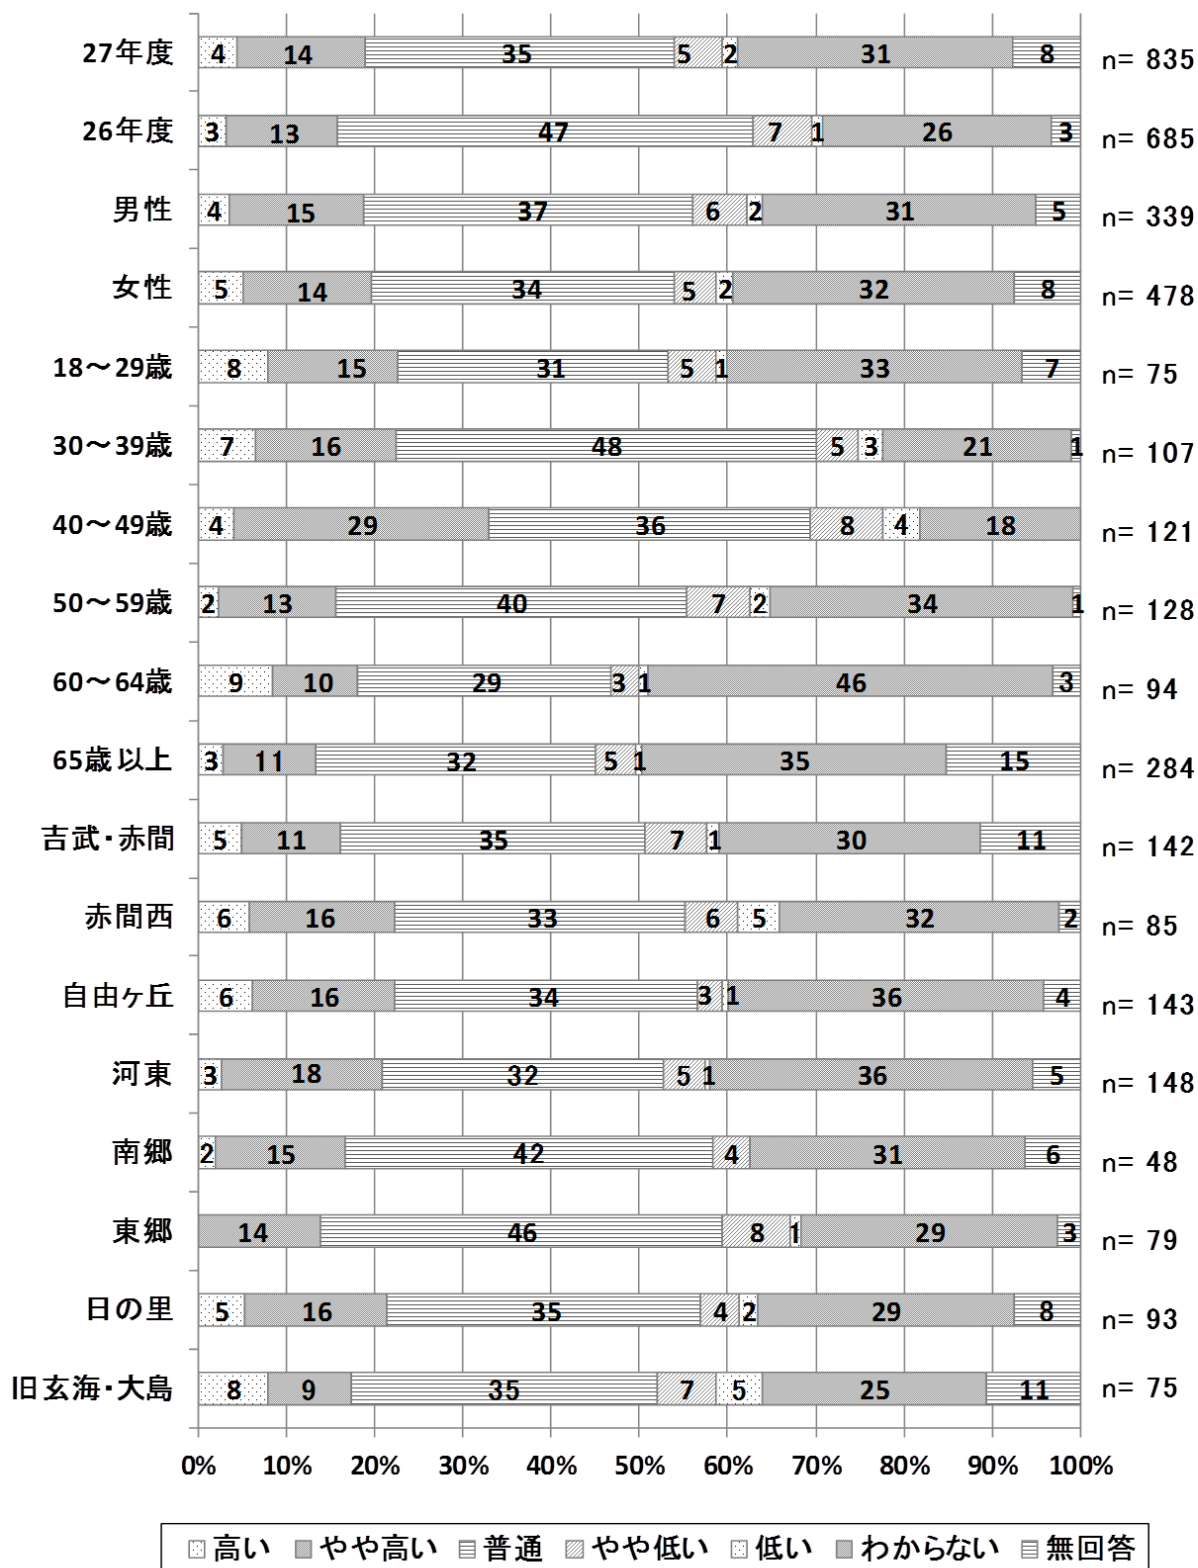 27年度 4 14 35 5 2 31 8 n= 835
26年度 3 13 47 7 1 26 3 n= 685
男性 4 15 37 6 2 31 5 n= 339
女性 5 14 34 5 2 32 8 n= 478
18～29歳 8 15 31 5 1 33 7 n= 75
30～39歳 7 16 48 5 3 21 1 n= 107
40～49歳 4 29 36 8 4 18 n= 121
50～59歳 2 13 40 7 2 34 1 n= 128
60～64歳 9 10 29 3 1 46 3 n= 94
65歳以上 3 11 32 5 1 35 15 n= 284
吉武・赤間 5 11 35 7 1 30 11 n= 142
赤間西 6 16 33 6 5 32 2 n= 85
自由ヶ丘 6 16 34 3 1 36 4 n= 143
河東 3 18 32 5 1 36 5 n= 148
南郷 2 15 42 4 31 6 n= 48
東郷 14 46 8 1 29 3 n= 79
日の里 5 16 35 4 2 29 8 n= 93
旧玄海・大島 8 9 35 7 5 25 11 n= 75
0% 10% 20% 30% 40% 50% 60% 70% 80% 90% 100%
高い やや高い 普通 やや低い 低い わからない 無回答